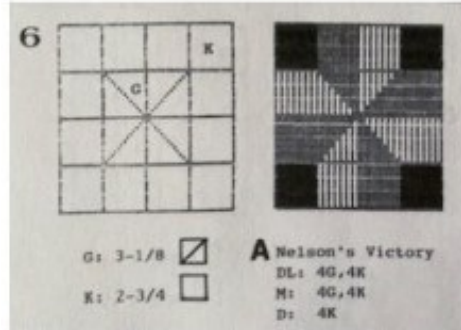 6
K
G
G: 3-1/8
K: 2-3/4
A Nelson's Victory
DL: 4G,4K
M: 4G,4K
D: 4K